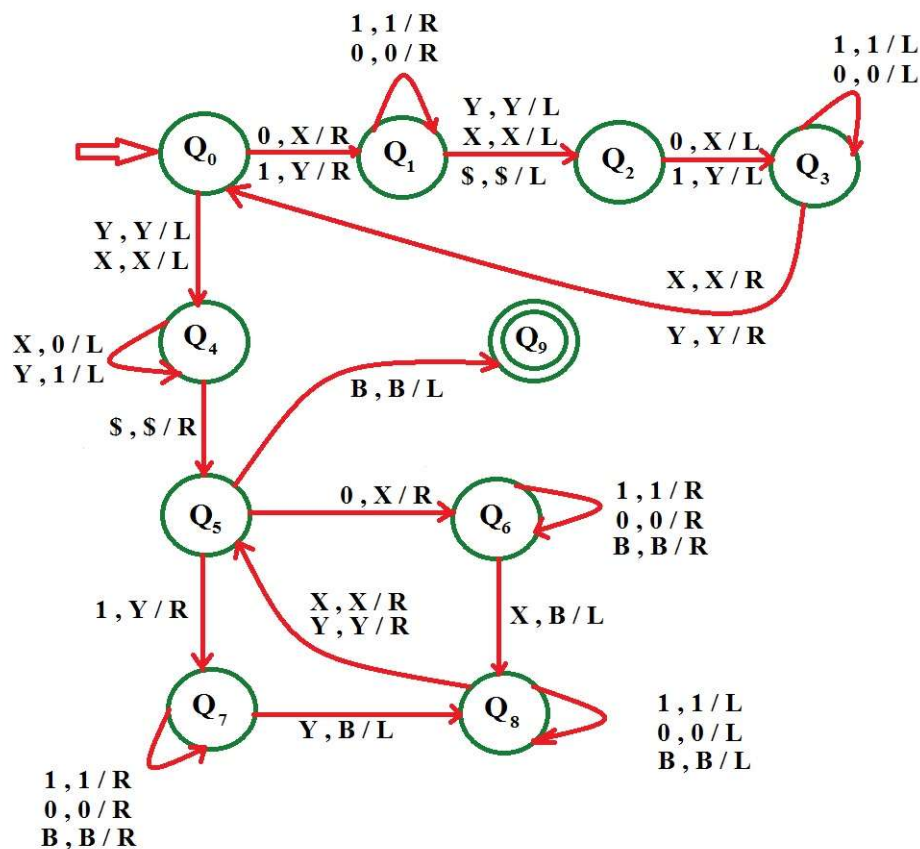 1 , 1 / R
0 , 0 / R
1 , 1 / L
0 , 0 / L
Q0
0 , X / R
1 , Y / R
Q1
Y , Y / L
X , X / L
$ , $ / L
Q2
0 , X / L
1 , Y / L
Q3
Y , Y / L
X , X / L
X , X / R
Y , Y / R
X , 0 / L
Y , 1 / L
Q4
Q9
B , B / L
$ , $ / R
Q5
0 , X / R
Q6
1 , 1 / R
0 , 0 / R
B , B / R
1 , Y / R
X , X / R
Y , Y / R
X , B / L
Q7
Y , B / L
Q8
1 , 1 / L
0 , 0 / L
B , B / L
1 , 1 / R
0 , 0 / R
B , B / R